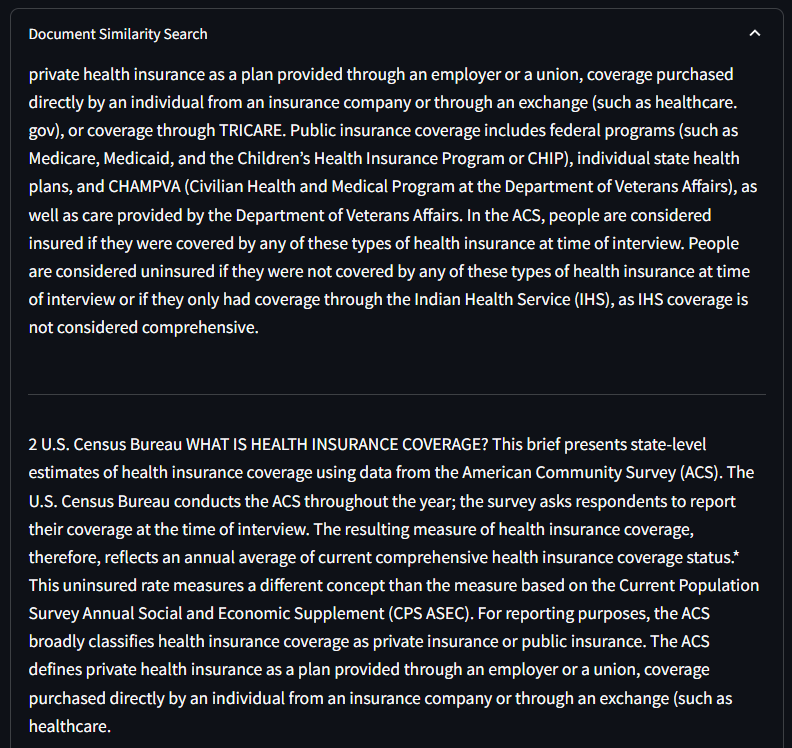 Document Similarity Search
private health insurance as a plan provided through an employer or a union, coverage purchased
directly by an individual from an insurance company or through an exchange (such as healthcare.
gov), or coverage through TRICARE. Public insurance coverage includes federal programs (such as
Medicare, Medicaid, and the Children’s Health Insurance Program or CHIP), individual state health
plans, and CHAMPVA (Civilian Health and Medical Program at the Department of Veterans Affairs), as
well as care provided by the Department of Veterans Affairs. In the ACS, people are considered
insured if they were covered by any of these types of health insurance at time of interview. People
are considered uninsured if they were not covered by any of these types of health insurance at time
of interview or if they only had coverage through the Indian Health Service (IHS), as IHS coverage is
not considered comprehensive.
2 U.S. Census Bureau WHAT IS HEALTH INSURANCE COVERAGE? This brief presents state-level
estimates of health insurance coverage using data from the American Community Survey (ACS). The
U.S. Census Bureau conducts the ACS throughout the year; the survey asks respondents to report
their coverage at the time of interview. The resulting measure of health insurance coverage,
therefore, reflects an annual average of current comprehensive health insurance coverage status.*
This uninsured rate measures a different concept than the measure based on the Current Population
Survey Annual Social and Economic Supplement (CPS ASEC). For reporting purposes, the ACS
broadly classifies health insurance coverage as private insurance or public insurance. The ACS
defines private health insurance as a plan provided through an employer or a union, coverage
purchased directly by an individual from an insurance company or through an exchange (such as
healthcare.